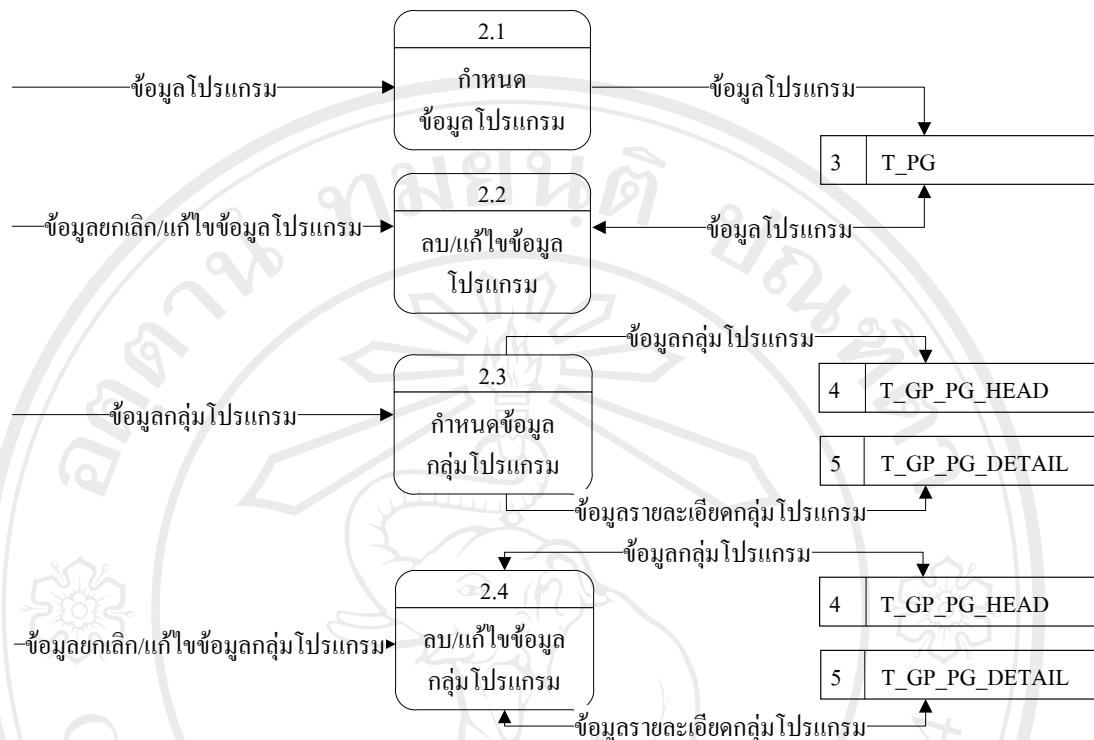 2.1
ข้อมูลโปรแกรม
กำหนด
ข้อมูลโปรแกรม
ข้อมูลโปรแกรม
3 T_PG
2.2
ข้อมูลยกเลิก/แก้ไขข้อมูลโปรแกรม
ลบ/แก้ไขข้อมูล
โปรแกรม
ข้อมูลโปรแกรม
ข้อมูลกลุ่มโปรแกรม
2.3
4 T_GP_PG_HEAD
ข้อมูลกลุ่มโปรแกรม
กำหนดข้อมูล
กลุ่มโปรแกรม
5 T_GP_PG_DETAIL
ข้อมูลรายละเอียดกลุ่มโปรแกรม
ข้อมูลกลุ่มโปรแกรม
2.4
4 T_GP_PG_HEAD
ข้อมูลยกเลิก/แก้ไขข้อมูลกลุ่มโปรแกรม
ลบ/แก้ไขข้อมูล
กลุ่มโปรแกรม
5 T_GP_PG_DETAIL
ข้อมูลรายละเอียดกลุ่มโปรแกรม